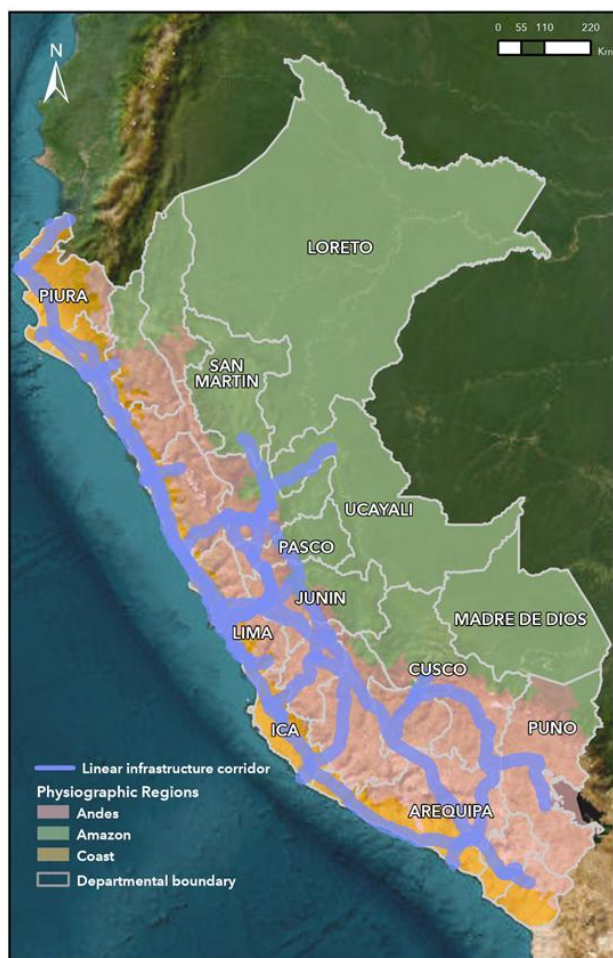 0 55 110 220
Km
N
LORETO
PIURA
SAN
MARTIN
UCAYALI
PASCO
JUNIN
MADRE DE DIOS
LIMA
CUSCO
PUNO
ICA
AREQUIPA
Linear infrastructure corridor
Physiographic Regions
Andes
Amazon
Coast
Departmental boundary